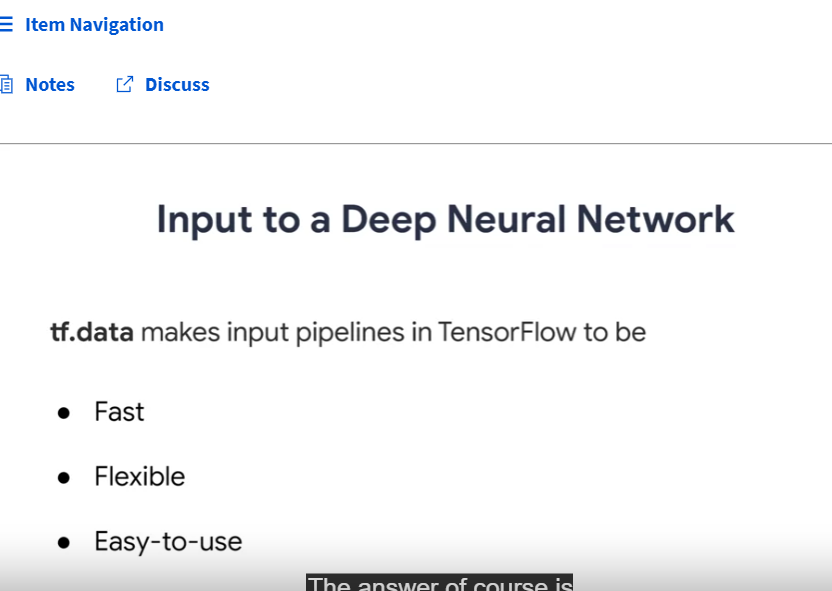 Item Navigation
Notes Discuss
Input to a Deep Neural Network
tf.data makes input pipelines in TensorFlow to be
● Fast
● Flexible
● Easy-to-use
The answer of course is